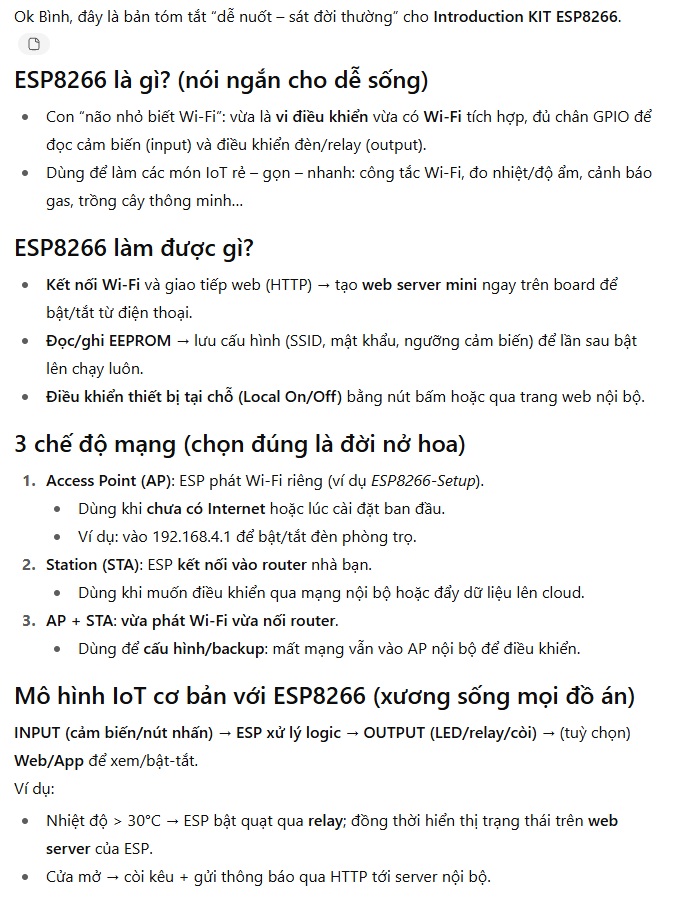 Ok Bình, đây là bản tóm tắt “dễ nuốt – sát đời thường” cho Introduction KIT ESP8266.
ESP8266 là gì? (nói ngắn cho dễ sống)
• Con “não nhỏ biết Wi-Fi”: vừa là vi điều khiển vừa có Wi-Fi tích hợp, đủ chân GPIO để
đọc cảm biến (input) và điều khiển đèn/relay (output).
• Dùng để làm các món IoT rẻ – gọn – nhanh: công tắc Wi-Fi, đo nhiệt/độ ẩm, cảnh báo
gas, trồng cây thông minh…
ESP8266 làm được gì?
• Kết nối Wi-Fi và giao tiếp web (HTTP) → tạo web server mini ngay trên board để
bật/tắt từ điện thoại.
• Đọc/ghi EEPROM → lưu cấu hình (SSID, mật khẩu, ngưỡng cảm biến) để lần sau bật
lên chạy luôn.
• Điều khiển thiết bị tại chỗ (Local On/Off) bằng nút bấm hoặc qua trang web nội bộ.
3 chế độ mạng (chọn đúng là đời nở hoa)
1. Access Point (AP): ESP phát Wi-Fi riêng (ví dụ ESP8266-Setup).
• Dùng khi chưa có Internet hoặc lúc cài đặt ban đầu.
• Ví dụ: vào 192.168.4.1 để bật/tắt đèn phòng trọ.
2. Station (STA): ESP kết nối vào router nhà bạn.
• Dùng khi muốn điều khiển qua mạng nội bộ hoặc đẩy dữ liệu lên cloud.
3. AP + STA: vừa phát Wi-Fi vừa nối router.
• Dùng để cấu hình/backup: mất mạng vẫn vào AP nội bộ để điều khiển.
Mô hình IoT cơ bản với ESP8266 (xương sống mọi đồ án)
INPUT (cảm biến/nút nhấn) → ESP xử lý logic → OUTPUT (LED/relay/còi) → (tuỳ chọn)
Web/App để xem/bật-tắt.
Ví dụ:
• Nhiệt độ > 30°C → ESP bật quạt qua relay; đồng thời hiển thị trạng thái trên web
server của ESP.
• Cửa mở → còi kêu + gửi thông báo qua HTTP tới server nội bộ.